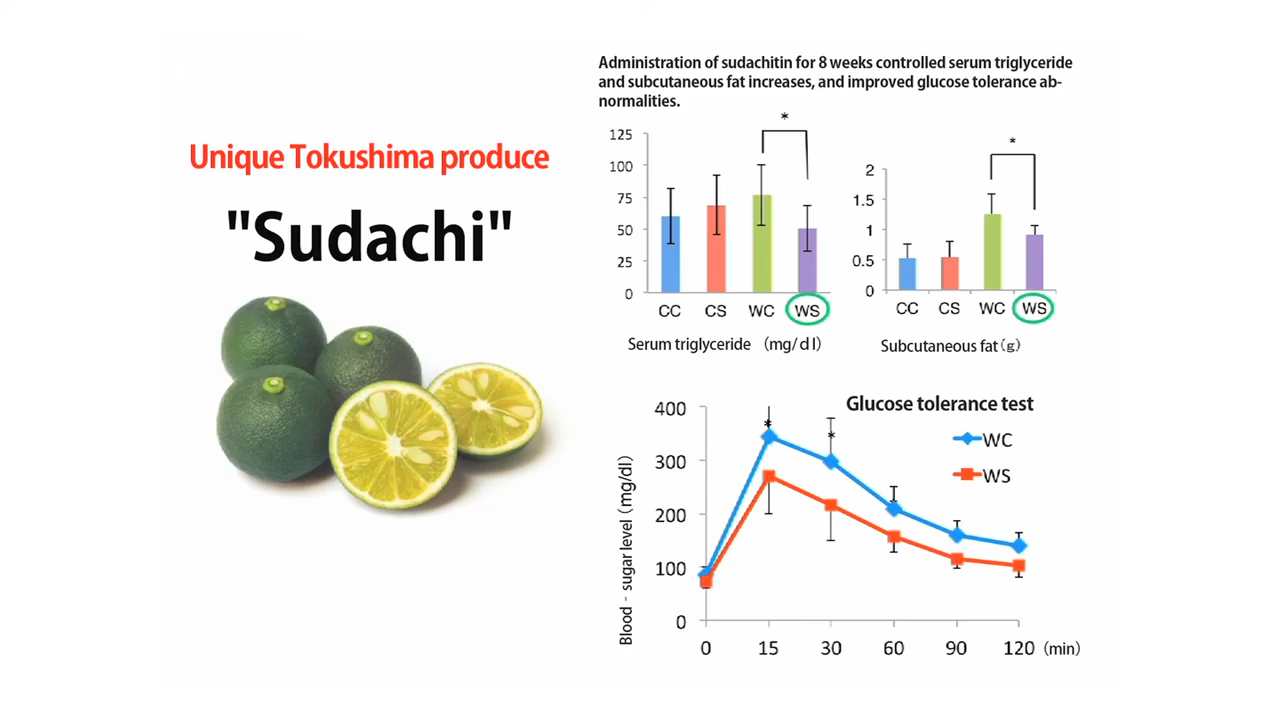 Unique Tokushima produce
"Sudachi"
Administration of sudachitin for 8 weeks controlled serum triglyceride
and subcutaneous fat increases, and improved glucose tolerance ab-
normalities.
*
125
100
75
50
25
0
CC CS WC WS
Serum triglyceride (mg/dl)
*
2
1.5
1
0.5
0
CC CS WC WS
Subcutaneous fat(g)
Glucose tolerance test
WC
WS
Blood - sugar level (mg/dl)
400
300
200
100
0
* *
0 15 30 60 90 120 (min)